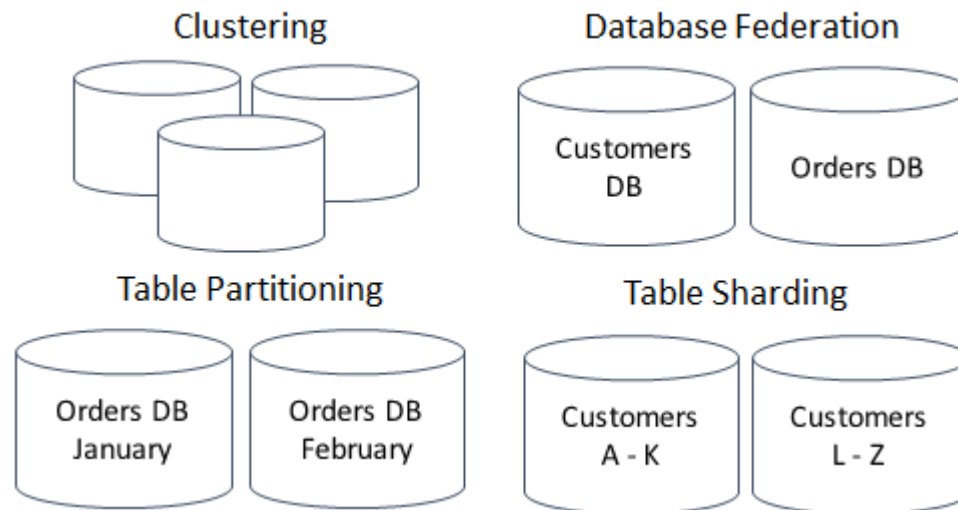 Clustering
Database Federation
Customers
DB
Orders DB
Table Partitioning
Table Sharding
Orders DB
January
Orders DB
February
Customers
A - K
Customers
L - Z